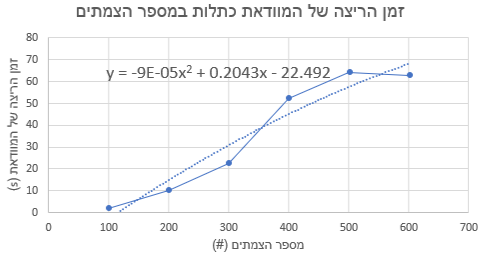 זמן הריצה של המוודאת כתלות במספר הצמתים
80
70
60
50
40
30
20
10
0
y = -9E-05x² + 0.2043x - 22.492
זמן הריצה של המוודאת (s)
0 100 200 300 400 500 600 700
מספר הצמתים (#)